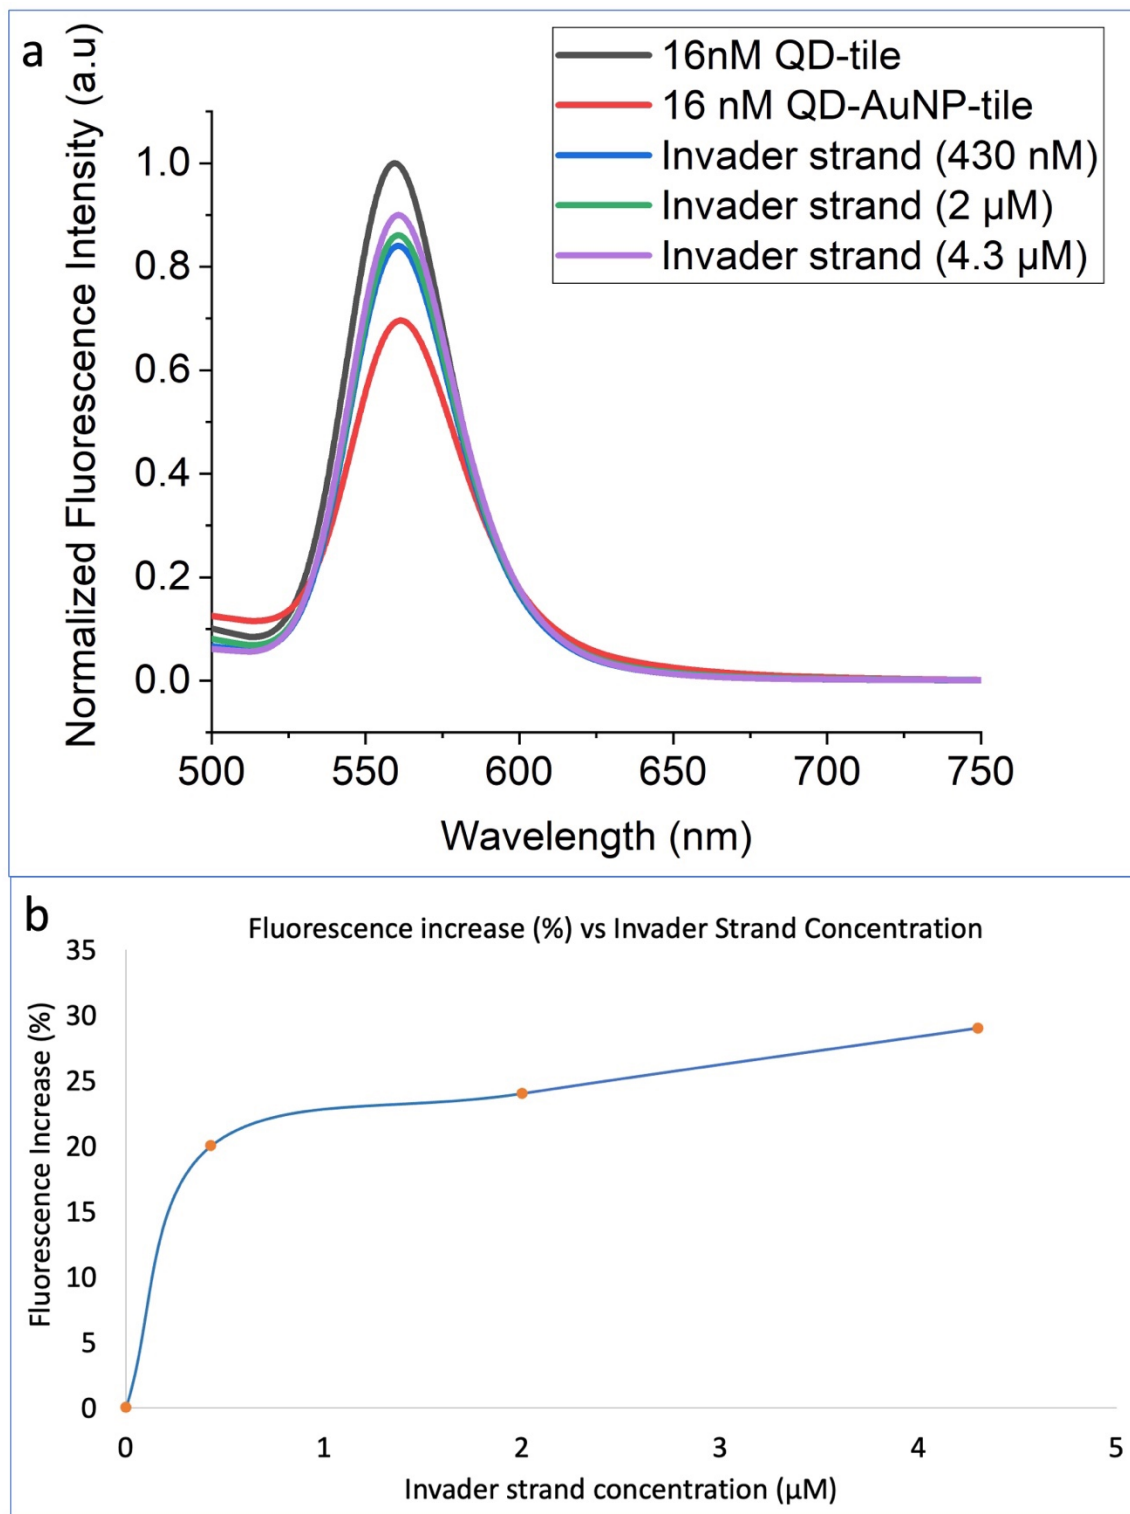 a
16nM QD-tile
16 nM QD-AuNP-tile
Invader strand (430 nM)
Invader strand (2 μM)
Invader strand (4.3 μM)
Normalized Fluorescence Intensity (a.u)
1.0
0.8
0.6
0.4
0.2
0.0
500 550 600 650 700 750
Wavelength (nm)
b
Fluorescence increase (%) vs Invader Strand Concentration
Fluorescence Increase (%)
35
30
25
20
15
10
5
0
0 1 2 3 4 5
Invader strand concentration (μM)